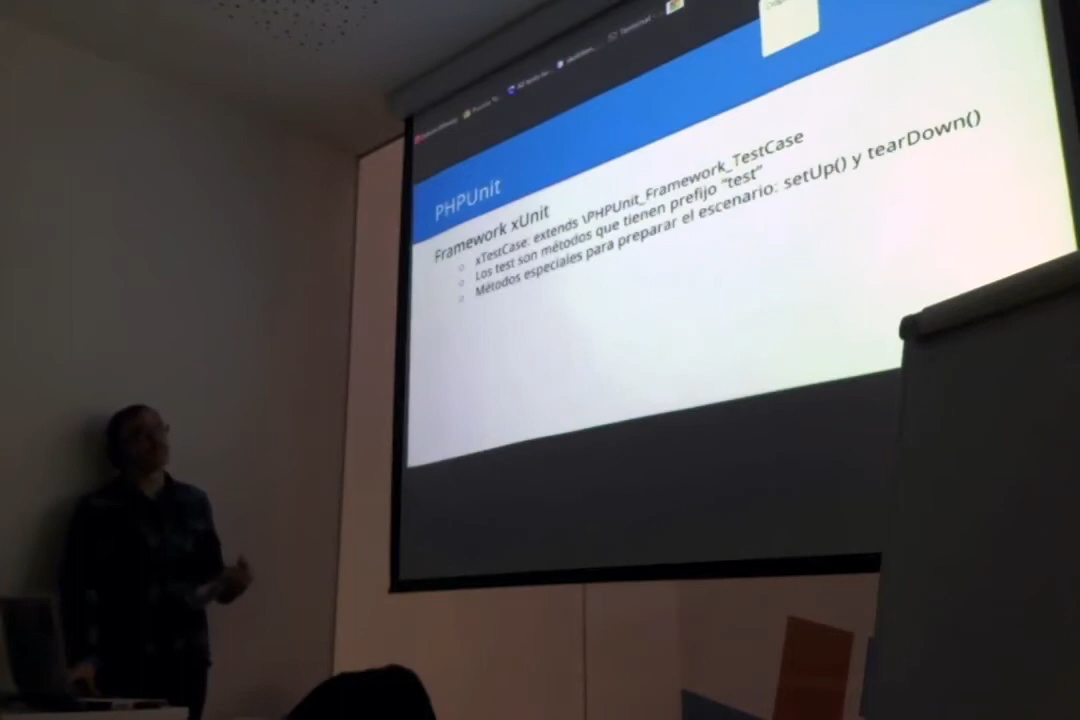 Terminal
PHPUnit
Framework xUnit
xTestCase: extends \PHPUnit_Framework_TestCase
Los test son métodos que tienen prefijo "test"
Métodos especiales para preparar el escenario: setUp() y tearDown()